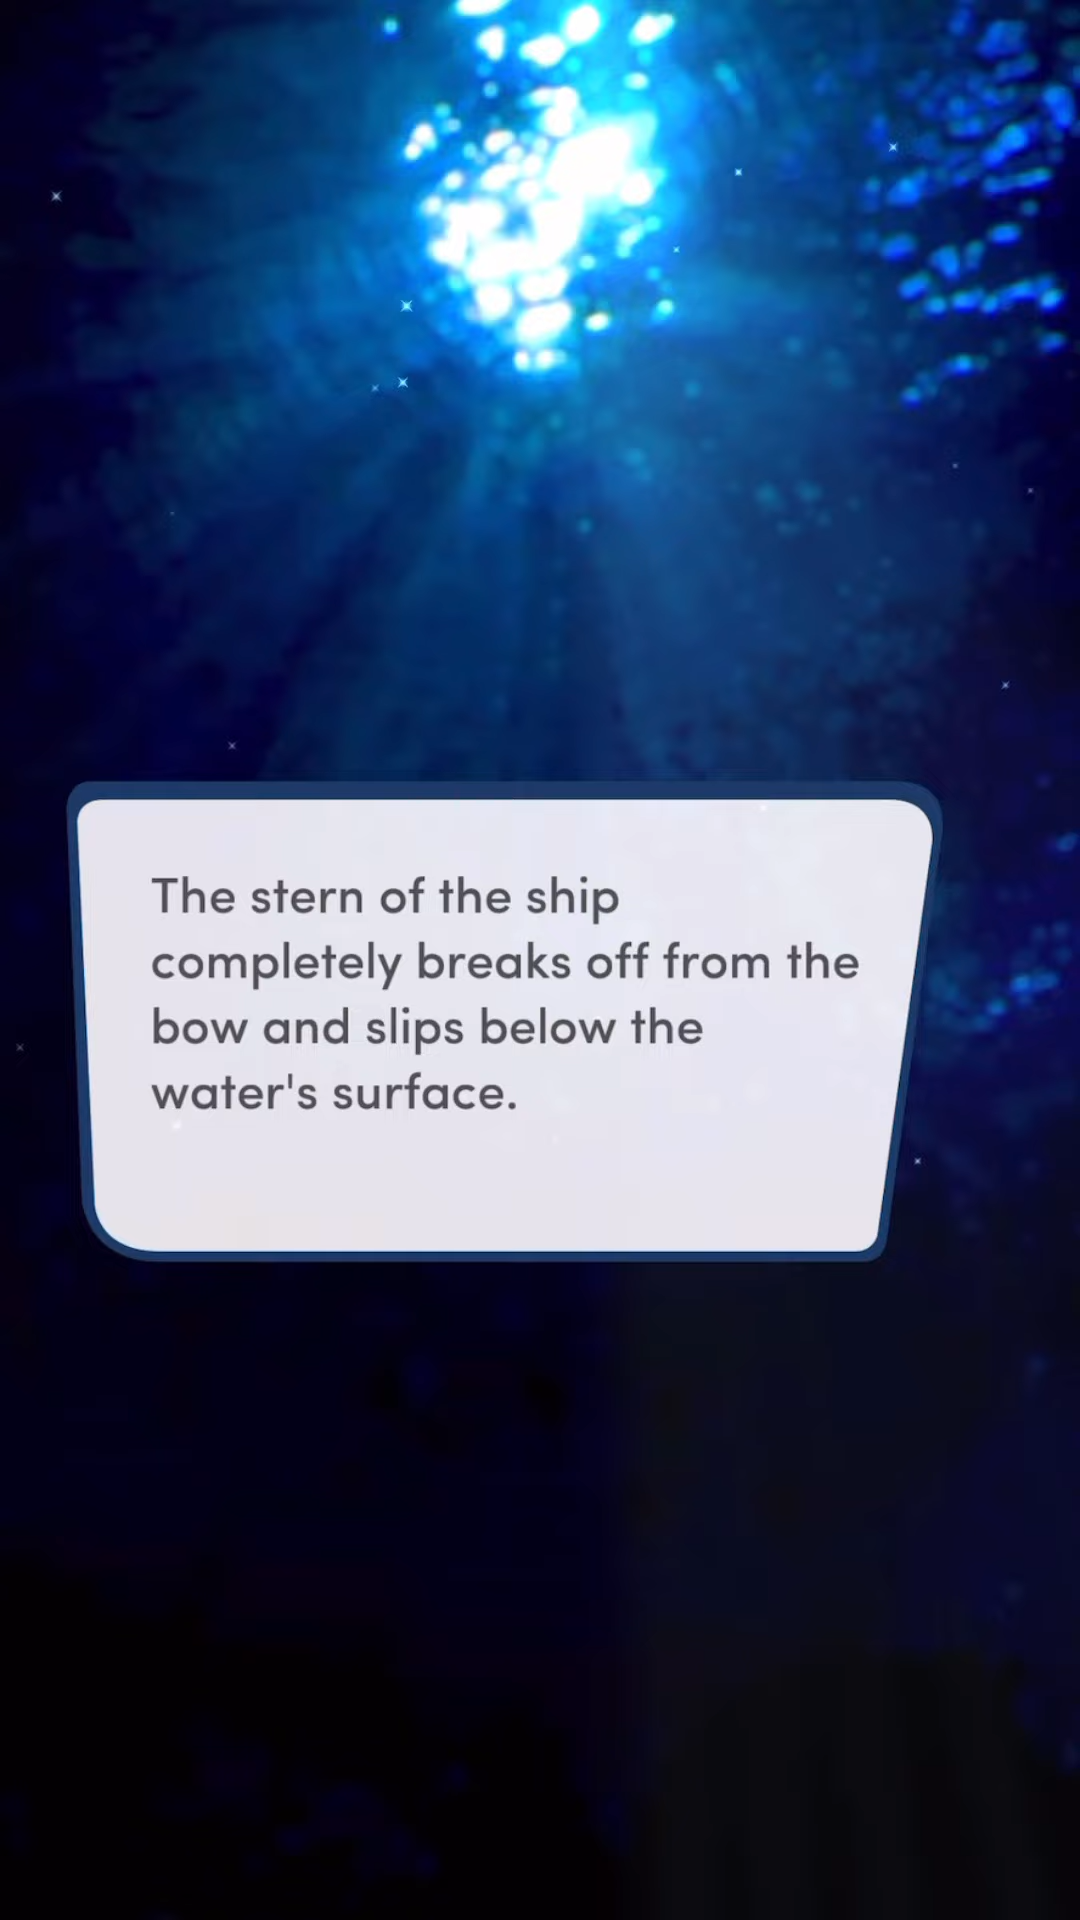 The stern of the ship
completely breaks off from the
bow and slips below the
water's surface.